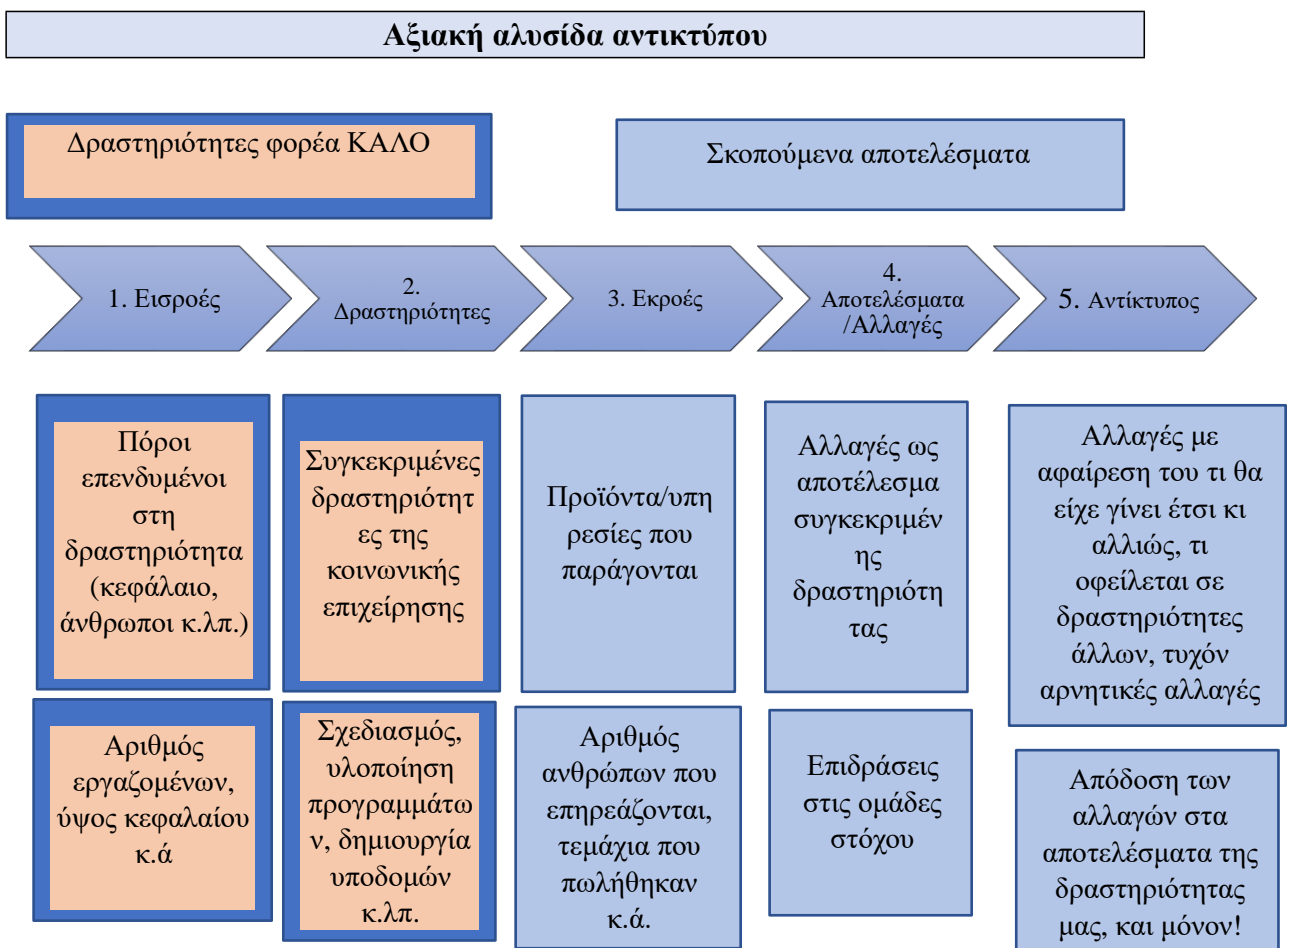 Αξιακή αλυσίδα αντικτύπου
Δραστηριότητες φορέα ΚΑΛΟ
Σκοπούμενα αποτελέσματα
1. Εισροές
2.
Δραστηριότητες
3. Εκροές
4.
Αποτελέσματα
/Αλλαγές
5. Αντίκτυπος
Πόροι
επενδυμένοι
στη
δραστηριότητα
(κεφάλαιο,
άνθρωποι κ.λπ.)
Συγκεκριμένες
δραστηριότητ
ες της
κοινωνικής
επιχείρησης
Προϊόντα/υπη
ρεσίες που
παράγονται
Αλλαγές ως
αποτέλεσμα
συγκεκριμέν
ης
δραστηριότη
τας
Αλλαγές με
αφαίρεση του τι θα
είχε γίνει έτσι κι
αλλιώς, τι
οφείλεται σε
δραστηριότητες
άλλων, τυχόν
αρνητικές αλλαγές
Αριθμός
εργαζομένων,
ύψος κεφαλαίου
κ.ά
Σχεδιασμός,
υλοποίηση
προγραμμάτω
ν, δημιουργία
υποδομών
κ.λπ.
Αριθμός
ανθρώπων που
επηρεάζονται,
τεμάχια που
πωλήθηκαν
κ.ά.
Επιδράσεις
στις ομάδες
στόχου
Απόδοση των
αλλαγών στα
αποτελέσματα της
δραστηριότητας
μας, και μόνον!